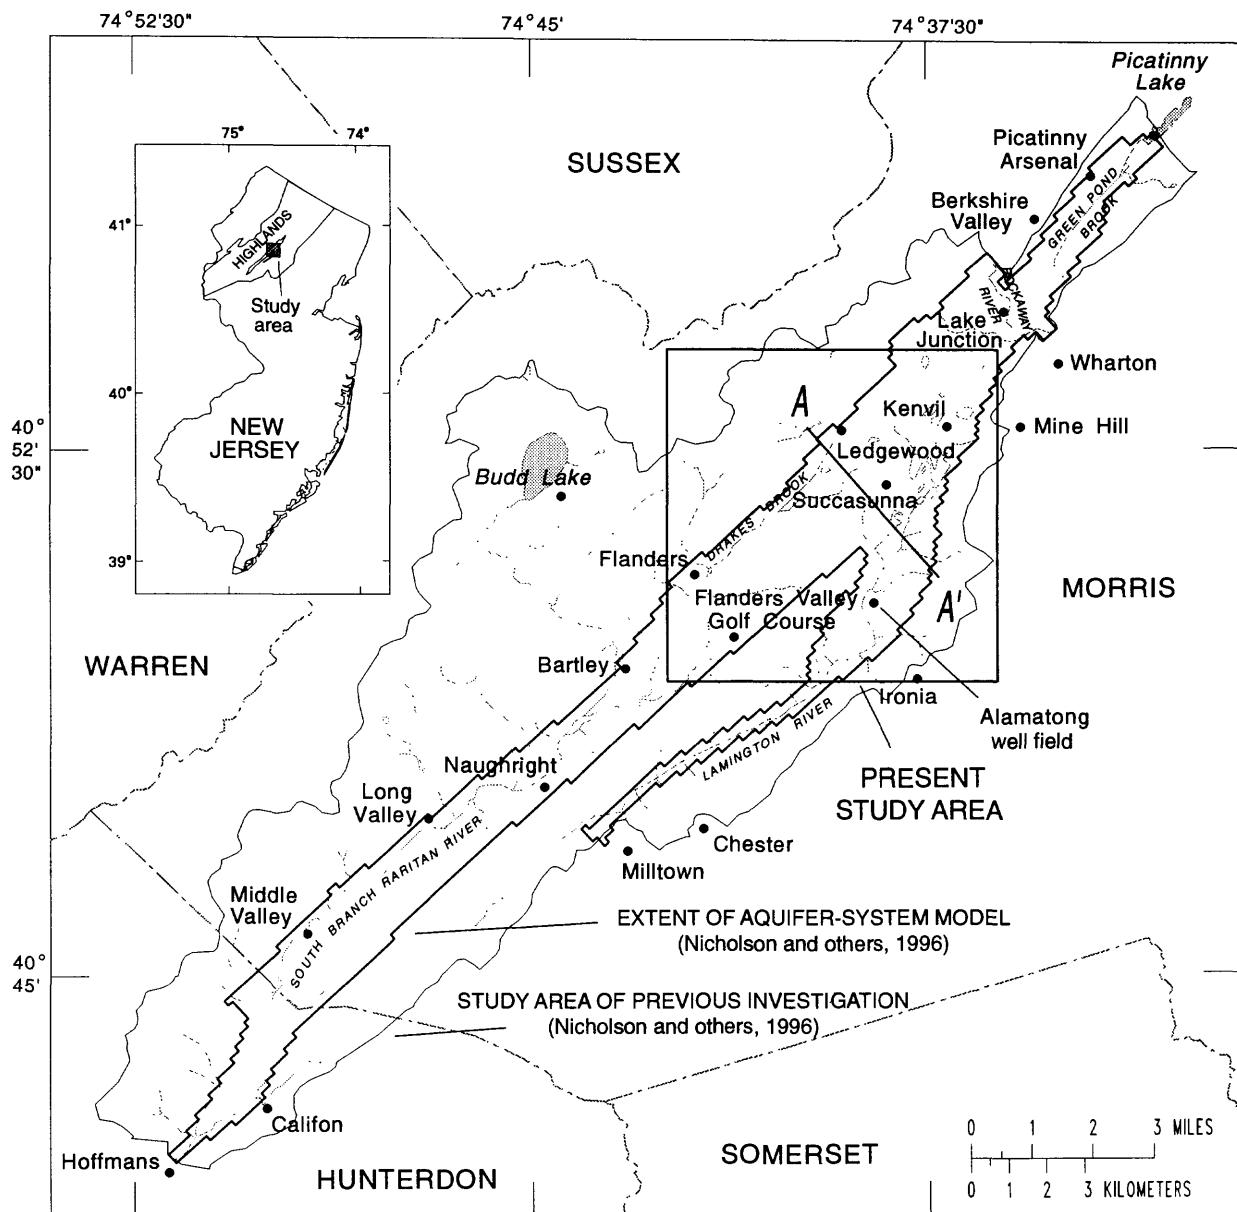 74°52'30"
74°45'
74°37'30"
Picatinny
Lake
Picatinny
Arsenal
SUSSEX
75°
74°
Berkshire
Valley
GREEN POND
BROOK
41°
HIGHLANDS
Study
area
ROCKAWAY
RIVER
Lake
Junction
Wharton
40°
A
Kenvil
NEW
JERSEY
40°
52'
30"
Mine Hill
Ledgewood
Budd Lake
DRAKES BROOK
Succasunna
39°
Flanders
Flanders Valley
Golf Course
A'
MORRIS
WARREN
Bartley
Ironia
LAMINGTON RIVER
Alamatong
well field
Naughright
PRESENT
STUDY AREA
Long
Valley
SOUTH BRANCH RARITAN RIVER
Chester
Milltown
Middle
Valley
EXTENT OF AQUIFER-SYSTEM MODEL
(Nicholson and others, 1996)
40°
45'
STUDY AREA OF PREVIOUS INVESTIGATION
(Nicholson and others, 1996)
Califon
0 1 2 3 MILES
Hoffmans
SOMERSET
HUNTERDON
0 1 2 3 KILOMETERS